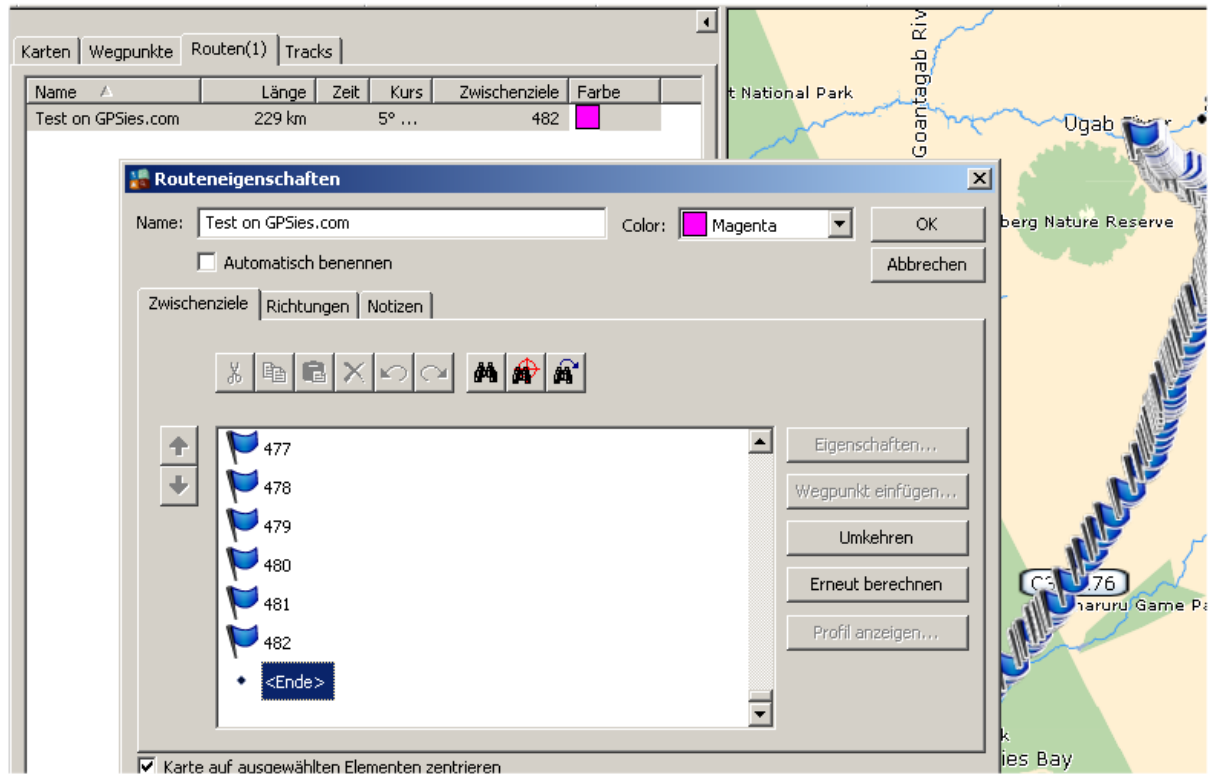 Karten Wegpunkte Routen(1) Tracks
Name Länge Zeit Kurs Zwischenziele Farbe
Test on GPSies.com 229 km 5° ... 482
Routeneigenschaften
Name: Test on GPSies.com Color: Magenta OK
Automatisch benennen Abbrechen
Zwischenziele Richtungen Notizen
477
478
479
480
481
482
<Ende>
Eigenschaften...
Wegpunkt einfügen...
Umkehren
Erneut berechnen
Profil anzeigen...
Karte auf ausgewählten Elementen zentrieren
Goantagab Riv
t National Park
Ugab River
berg Nature Reserve
76
naruru Game Pa
k
ies Bay